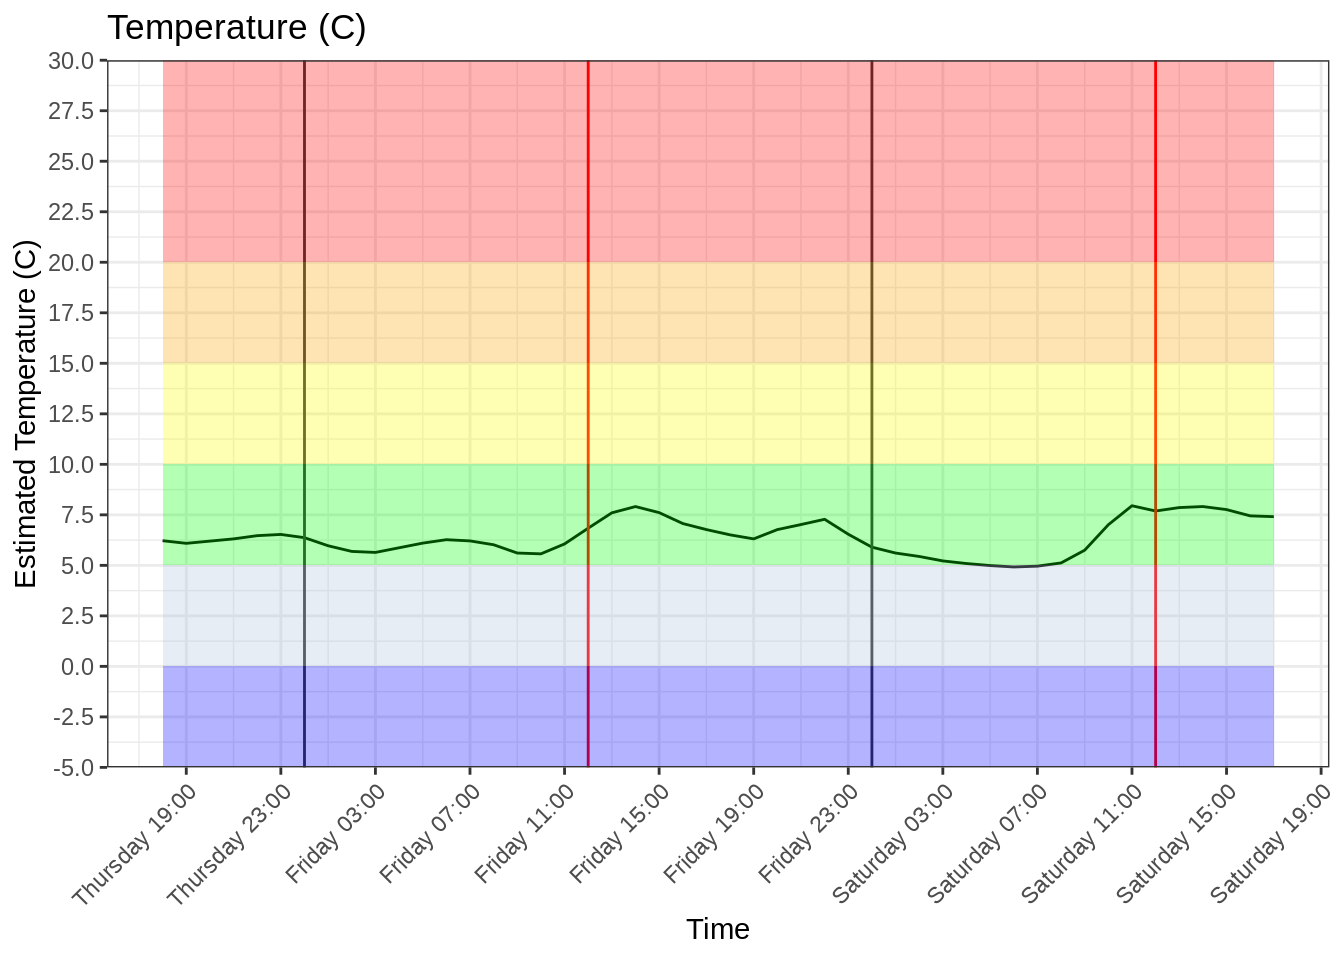 Temperature (C)
30.0
27.5
25.0
22.5
20.0
17.5
15.0
12.5
10.0
7.5
5.0
2.5
0.0
-2.5
-5.0
Estimated Temperature (C)
Thursday 19:00
Thursday 23:00
Friday 03:00
Friday 07:00
Friday 11:00
Friday 15:00
Friday 19:00
Friday 23:00
Saturday 03:00
Saturday 07:00
Saturday 11:00
Saturday 15:00
Saturday 19:00
Time